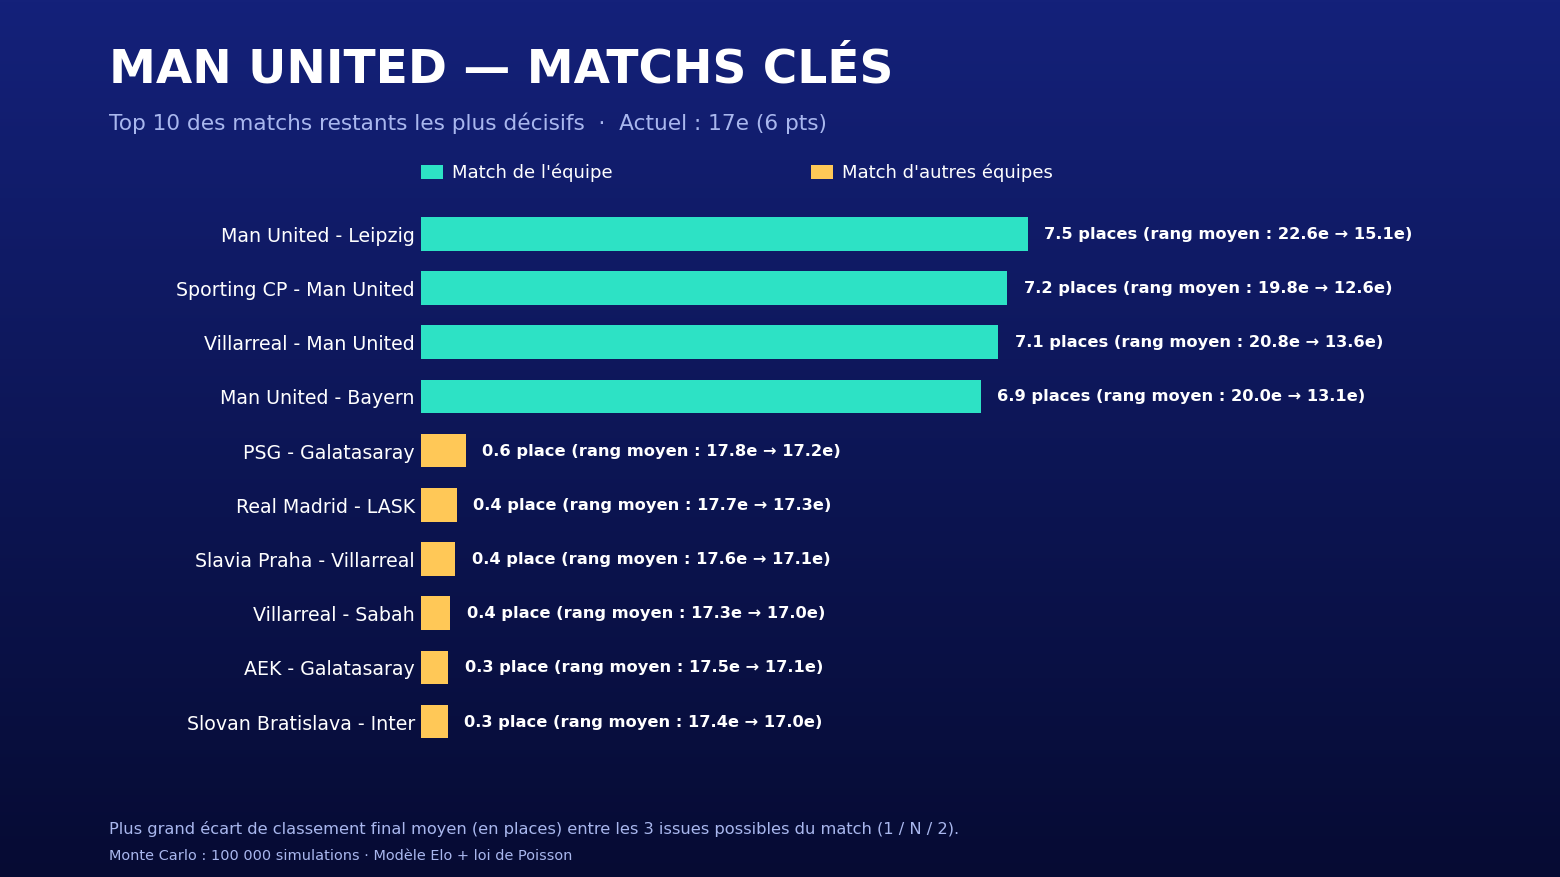 MAN UNITED — MATCHS CLÉS
Top 10 des matchs restants les plus décisifs · Actuel : 17e (6 pts)
Match de l'équipe
Match d'autres équipes
Man United - Leipzig 7.5 places (rang moyen : 22.6e → 15.1e)
Sporting CP - Man United 7.2 places (rang moyen : 19.8e → 12.6e)
Villarreal - Man United 7.1 places (rang moyen : 20.8e → 13.6e)
Man United - Bayern 6.9 places (rang moyen : 20.0e → 13.1e)
PSG - Galatasaray 0.6 place (rang moyen : 17.8e → 17.2e)
Real Madrid - LASK 0.4 place (rang moyen : 17.7e → 17.3e)
Slavia Praha - Villarreal 0.4 place (rang moyen : 17.6e → 17.1e)
Villarreal - Sabah 0.4 place (rang moyen : 17.3e → 17.0e)
AEK - Galatasaray 0.3 place (rang moyen : 17.5e → 17.1e)
Slovan Bratislava - Inter 0.3 place (rang moyen : 17.4e → 17.0e)
Plus grand écart de classement final moyen (en places) entre les 3 issues possibles du match (1 / N / 2).
Monte Carlo : 100 000 simulations · Modèle Elo + loi de Poisson